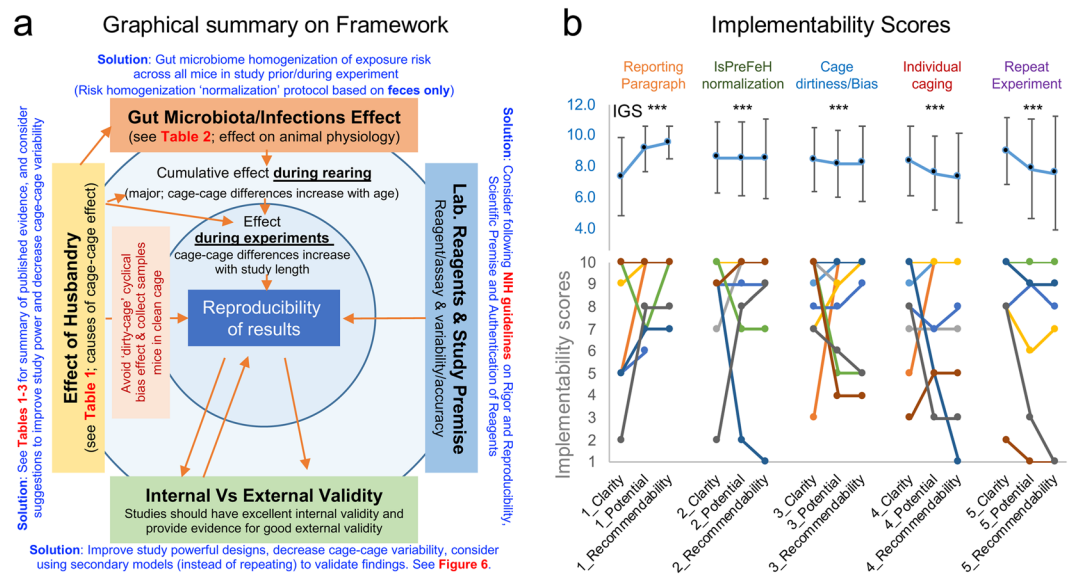 a
Graphical summary on Framework
Solution: Gut microbiome homogenization of exposure risk
across all mice in study prior/during experiment
(Risk homogenization ‘normalization’ protocol based on feces only)
Gut Microbiota/Infections Effect
(see Table 2; effect on animal physiology)
Solution: See Tables 1-3 for summary of published evidence, and consider
suggestions to improve study power and decrease cage-cage variability
Effect of Husbandry
(see Table 1; causes of cage-cage effect)
Cumulative effect during rearing
(major; cage-cage differences increase with age)
Effect
during experiments
cage-cage differences increase
with study length
Avoid ‘dirty-cage’ cyclical
bias effect & collect samples
mice in clean cage
Reproducibility
of results
Lab. Reagents & Study Premise
Reagent/assay & variability/accuracy
Solution: Consider following NIH guidelines on Rigor and Reproducibility,
Scientific Premise and Authentication of Reagents
Internal Vs External Validity
Studies should have excellent internal validity and
provide evidence for good external validity
Solution: Improve study powerful designs, decrease cage-cage variability, consider
using secondary models (instead of repeating) to validate findings. See Figure 6.
b
Implementability Scores
Reporting
Paragraph
IsPreFeH
normalization
Cage
dirtiness/Bias
Individual
caging
Repeat
Experiment
12.0
10.0
8.0
6.0
4.0
IGS
***
***
***
***
***
Implementability scores
10
9
8
7
6
5
4
3
2
1
1_Clarity
1_Potential
1_Recommendability
2_Clarity
2_Potential
2_Recommendability
3_Clarity
3_Potential
3_Recommendability
4_Clarity
4_Potential
4_Recommendability
5_Clarity
5_Potential
5_Recommendability